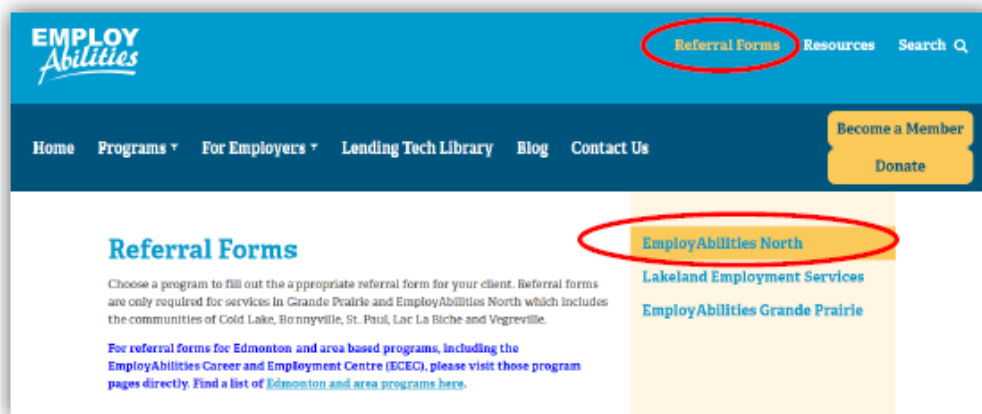 EMPLOY
Abilities
Referral Forms Resources Search
Home Programs For Employers Lending Tech Library Blog Contact Us
Become a Member
Donate
Referral Forms
Choose a program to fill out the appropriate referral form for your client. Referral forms
are only required for services in Grande Prairie and EmployAbilities North which includes
the communities of Cold Lake, Bonnyville, St. Paul, Lac La Biche and Vegreville.
For referral forms for Edmonton and area based programs, including the
EmployAbilities Career and Employment Centre (ECEC), please visit those program
pages directly. Find a list of Edmonton and area programs here.
EmployAbilities North
Lakeland Employment Services
EmployAbilities Grande Prairie